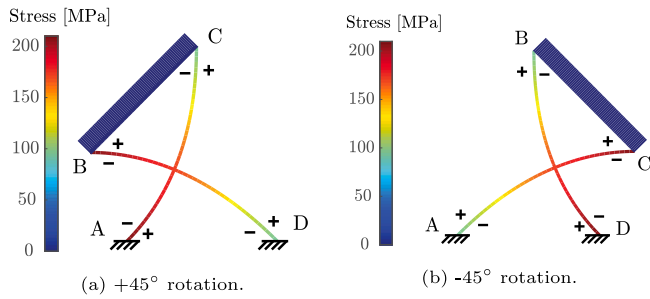 Stress [MPa]
200
150
100
50
0
C
B
A
D
+
−
+
−
−
+
+
−
(a) +45° rotation.
Stress [MPa]
200
150
100
50
0
B
C
A
D
+
−
+
−
+
−
−
+
(b) -45° rotation.